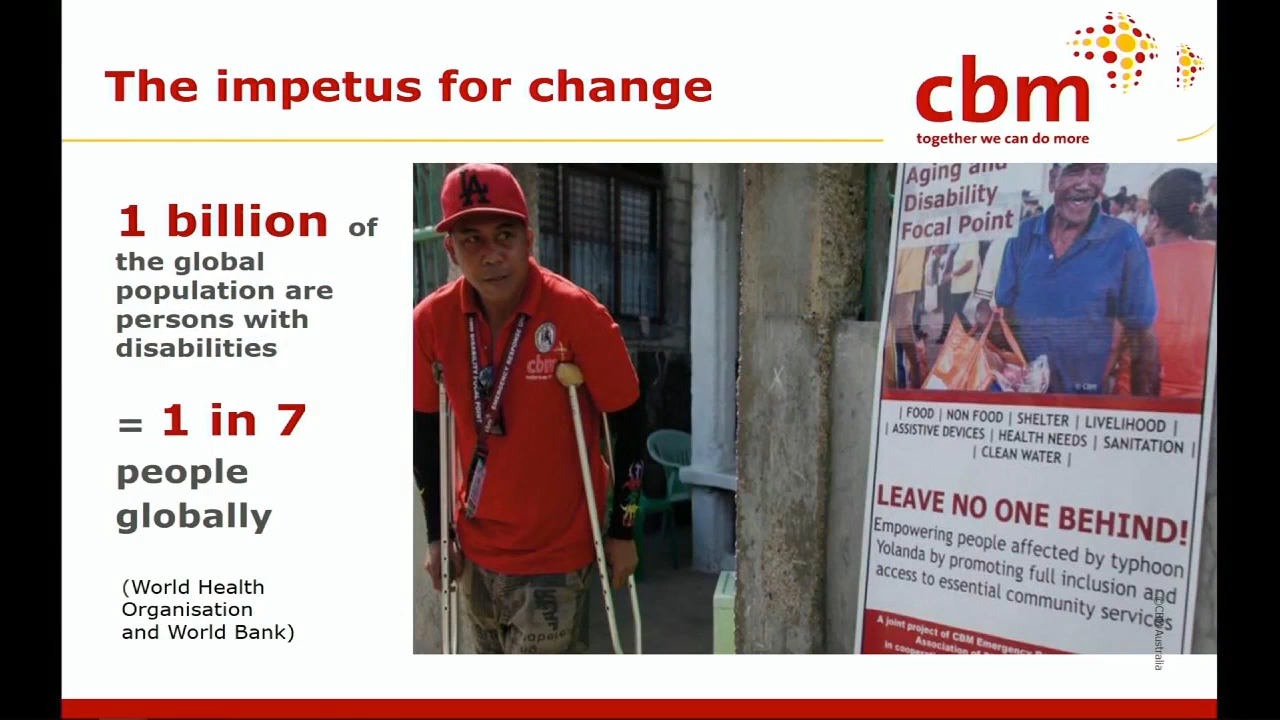 The impetus for change
cbm
together we can do more
1 billion of
the global
population are
persons with
disabilities
= 1 in 7
people
globally
(World Health
Organisation
and World Bank)
LA
cbm
EMERGENCY RESPONSE
Aging and
Disability
Focal Point
© CBM
| FOOD | NON FOOD | SHELTER | LIVELIHOOD |
| ASSISTIVE DEVICES | HEALTH NEEDS | SANITATION |
| CLEAN WATER |
LEAVE NO ONE BEHIND!
Empowering people affected by typhoon
Yolanda by promoting full inclusion and
access to essential community services
A joint project of CBM Emergency
Association of
in
©CBM Australia